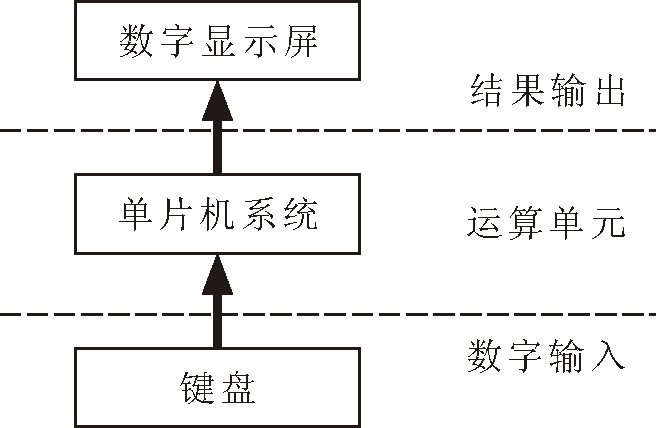 数字显示屏
结果输出
单片机系统
运算单元
数字输入
键盘